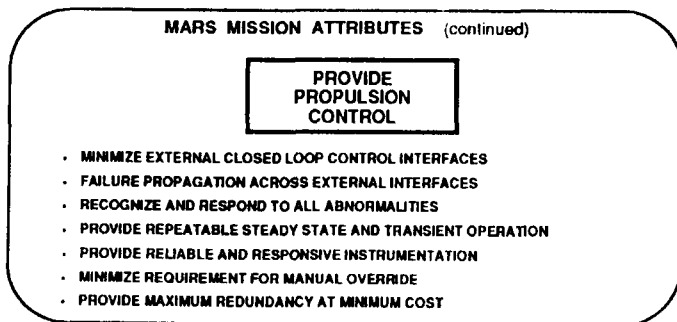 MARS MISSION ATTRIBUTES (continued)
PROVIDE
PROPULSION
CONTROL
• MINIMIZE EXTERNAL CLOSED LOOP CONTROL INTERFACES
• FAILURE PROPAGATION ACROSS EXTERNAL INTERFACES
• RECOGNIZE AND RESPOND TO ALL ABNORMALITIES
• PROVIDE REPEATABLE STEADY STATE AND TRANSIENT OPERATION
• PROVIDE RELIABLE AND RESPONSIVE INSTRUMENTATION
• MINIMIZE REQUIREMENT FOR MANUAL OVERRIDE
• PROVIDE MAXIMUM REDUNDANCY AT MINIMUM COST